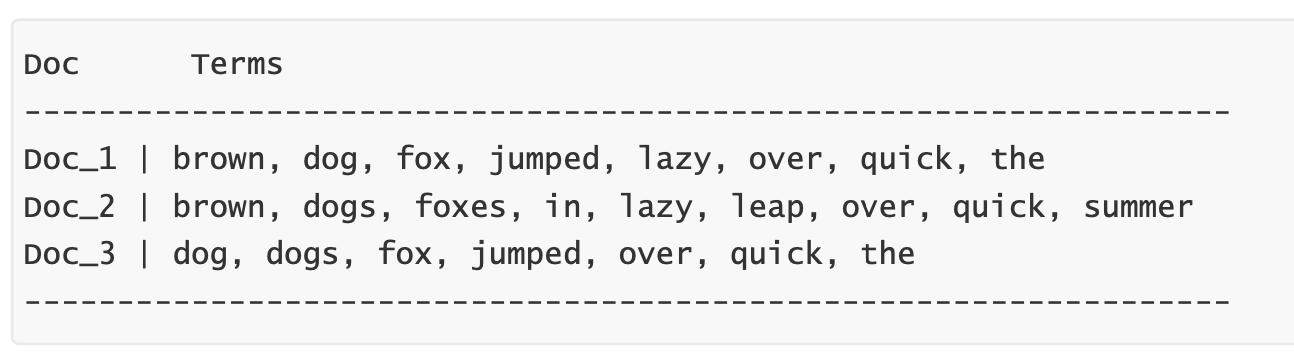 Doc      Terms
-----------------------------------------------------------------
Doc_1 | brown, dog, fox, jumped, lazy, over, quick, the
Doc_2 | brown, dogs, foxes, in, lazy, leap, over, quick, summer
Doc_3 | dog, dogs, fox, jumped, over, quick, the
-----------------------------------------------------------------